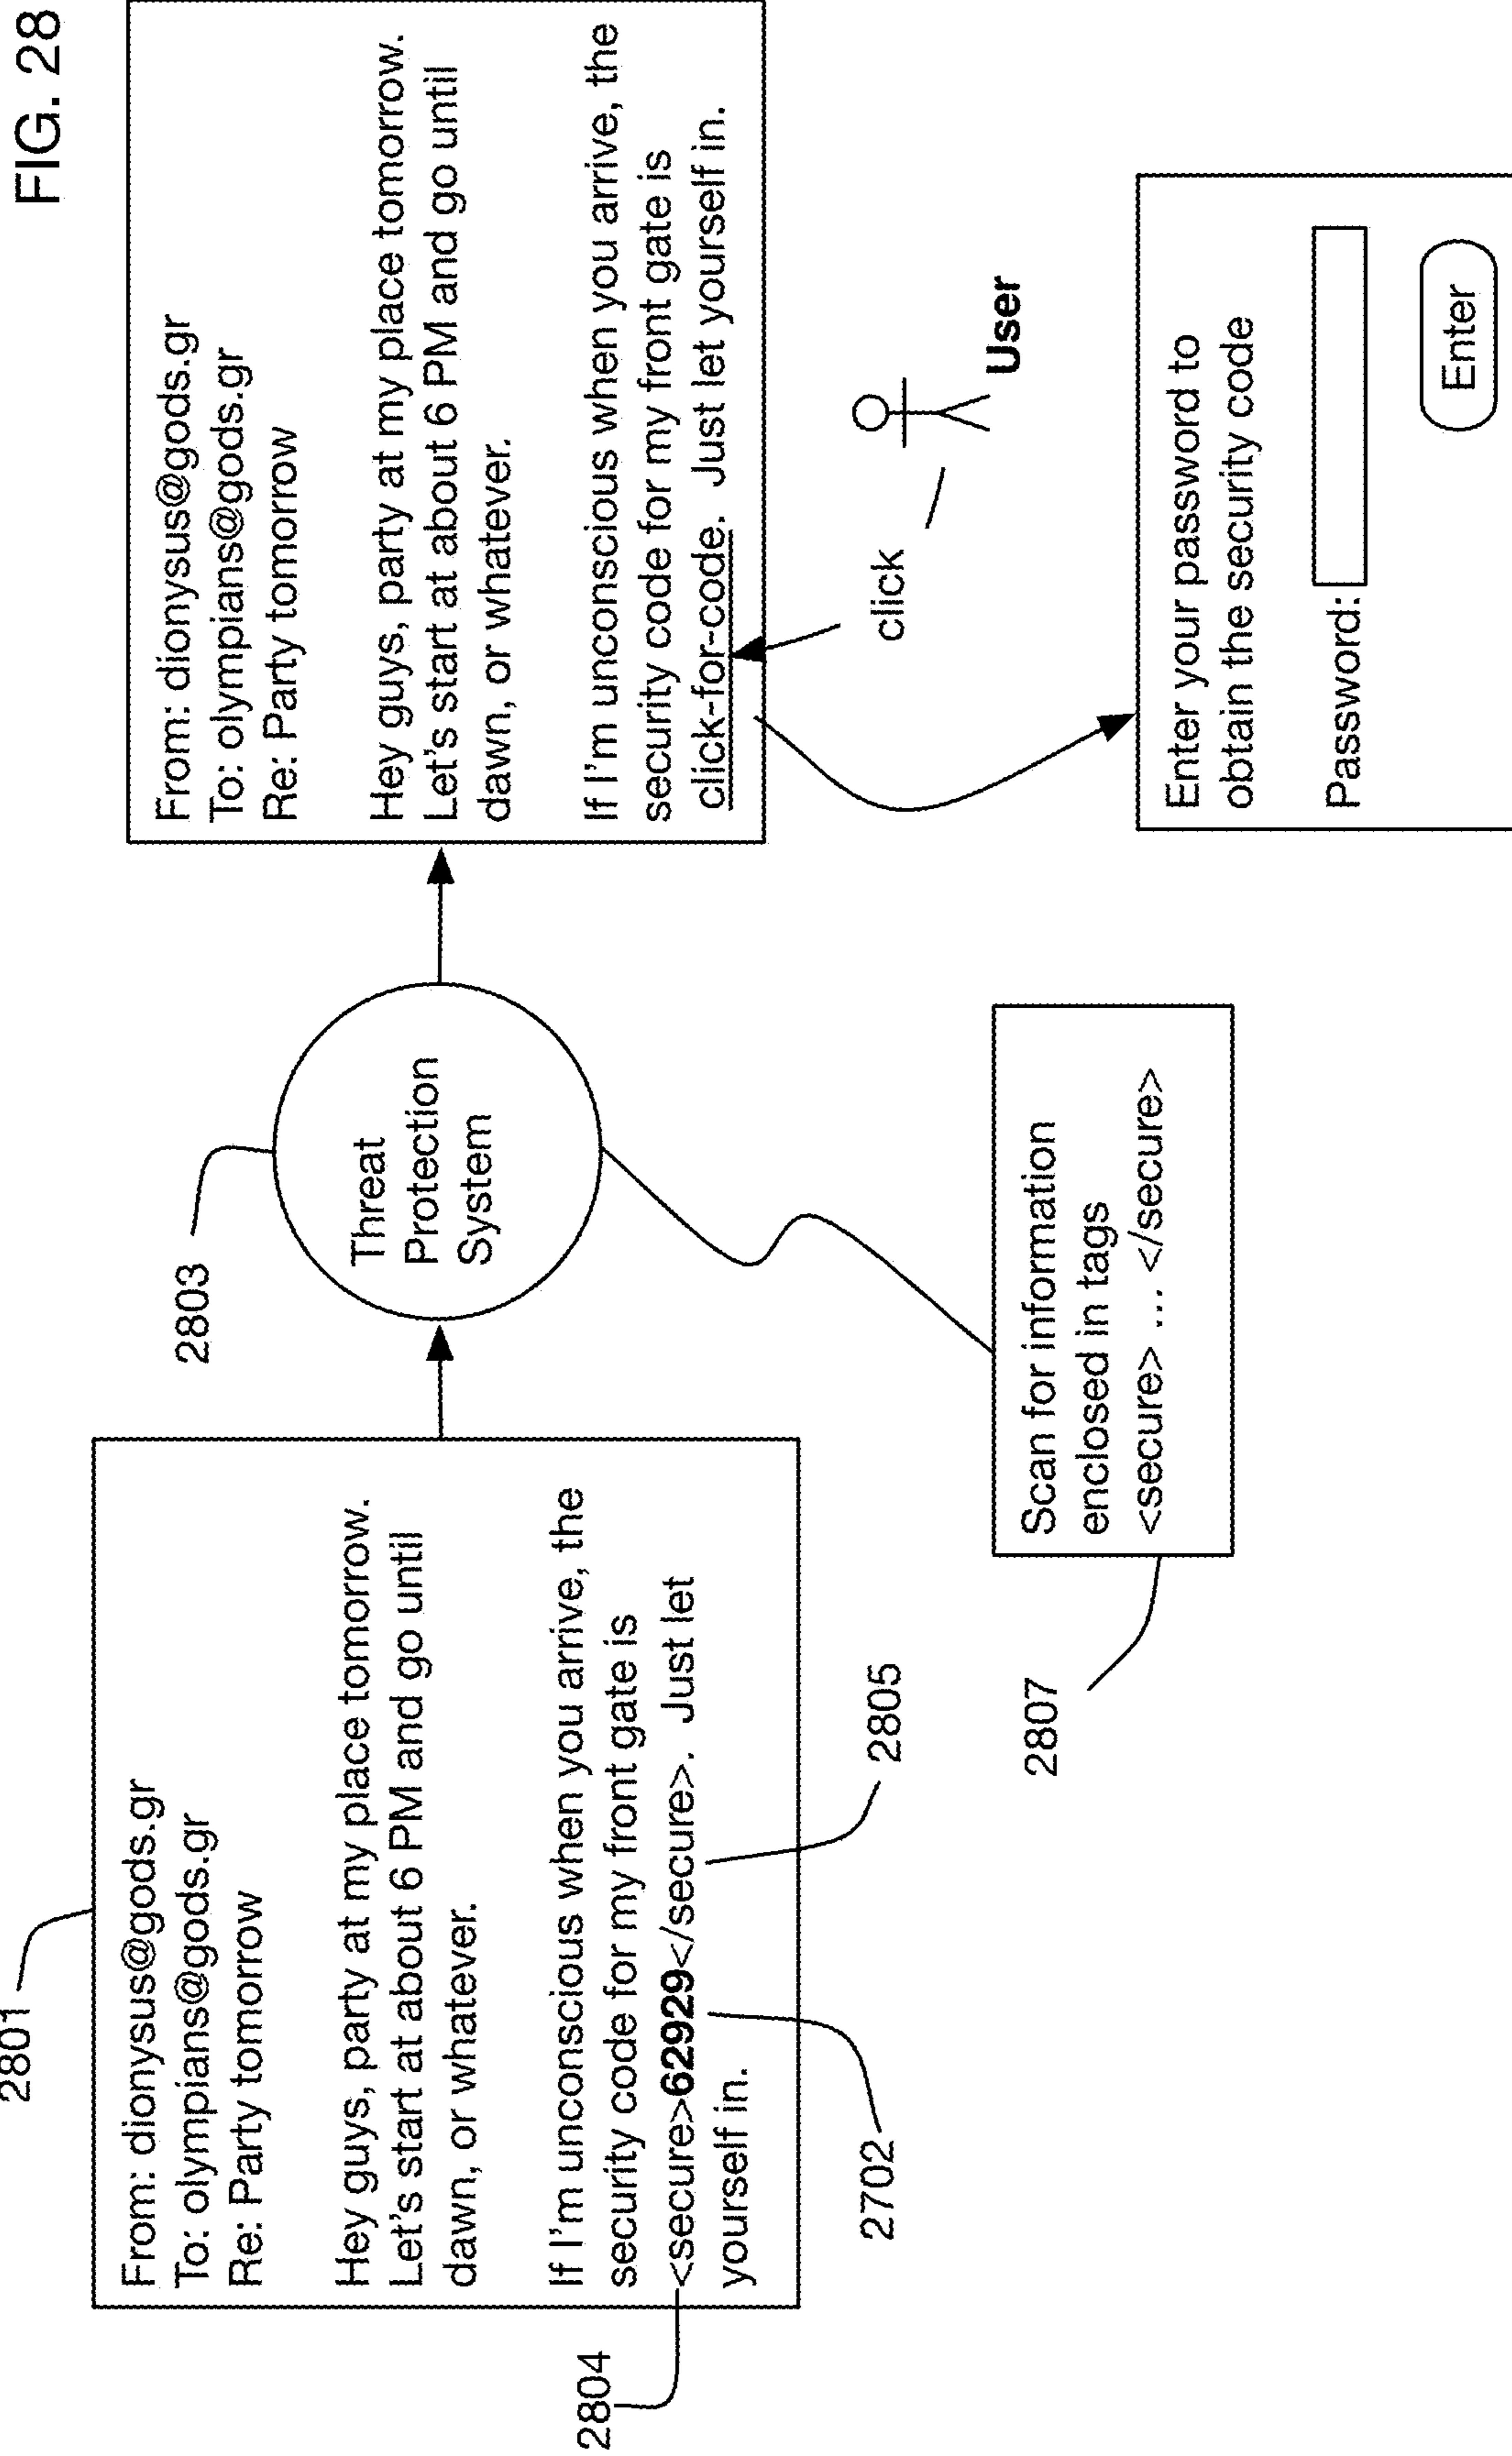 FIG. 28
2801
From: dionysus@gods.gr
To: olympians@gods.gr
Re: Party tomorrow
Hey guys, party at my place tomorrow.
Let's start at about 6 PM and go until
dawn, or whatever.
If I'm unconscious when you arrive, the
security code for my front gate is
<secure>62929</secure>. Just let
yourself in.
2804
2702
2805
2803
Threat
Protection
System
2807
Scan for information
enclosed in tags
<secure> ... </secure>
From: dionysus@gods.gr
To: olympians@gods.gr
Re: Party tomorrow
Hey guys, party at my place tomorrow.
Let's start at about 6 PM and go until
dawn, or whatever.
If I'm unconscious when you arrive, the
security code for my front gate is
click-for-code. Just let yourself in.
click
User
Enter your password to
obtain the security code
Password:
Enter